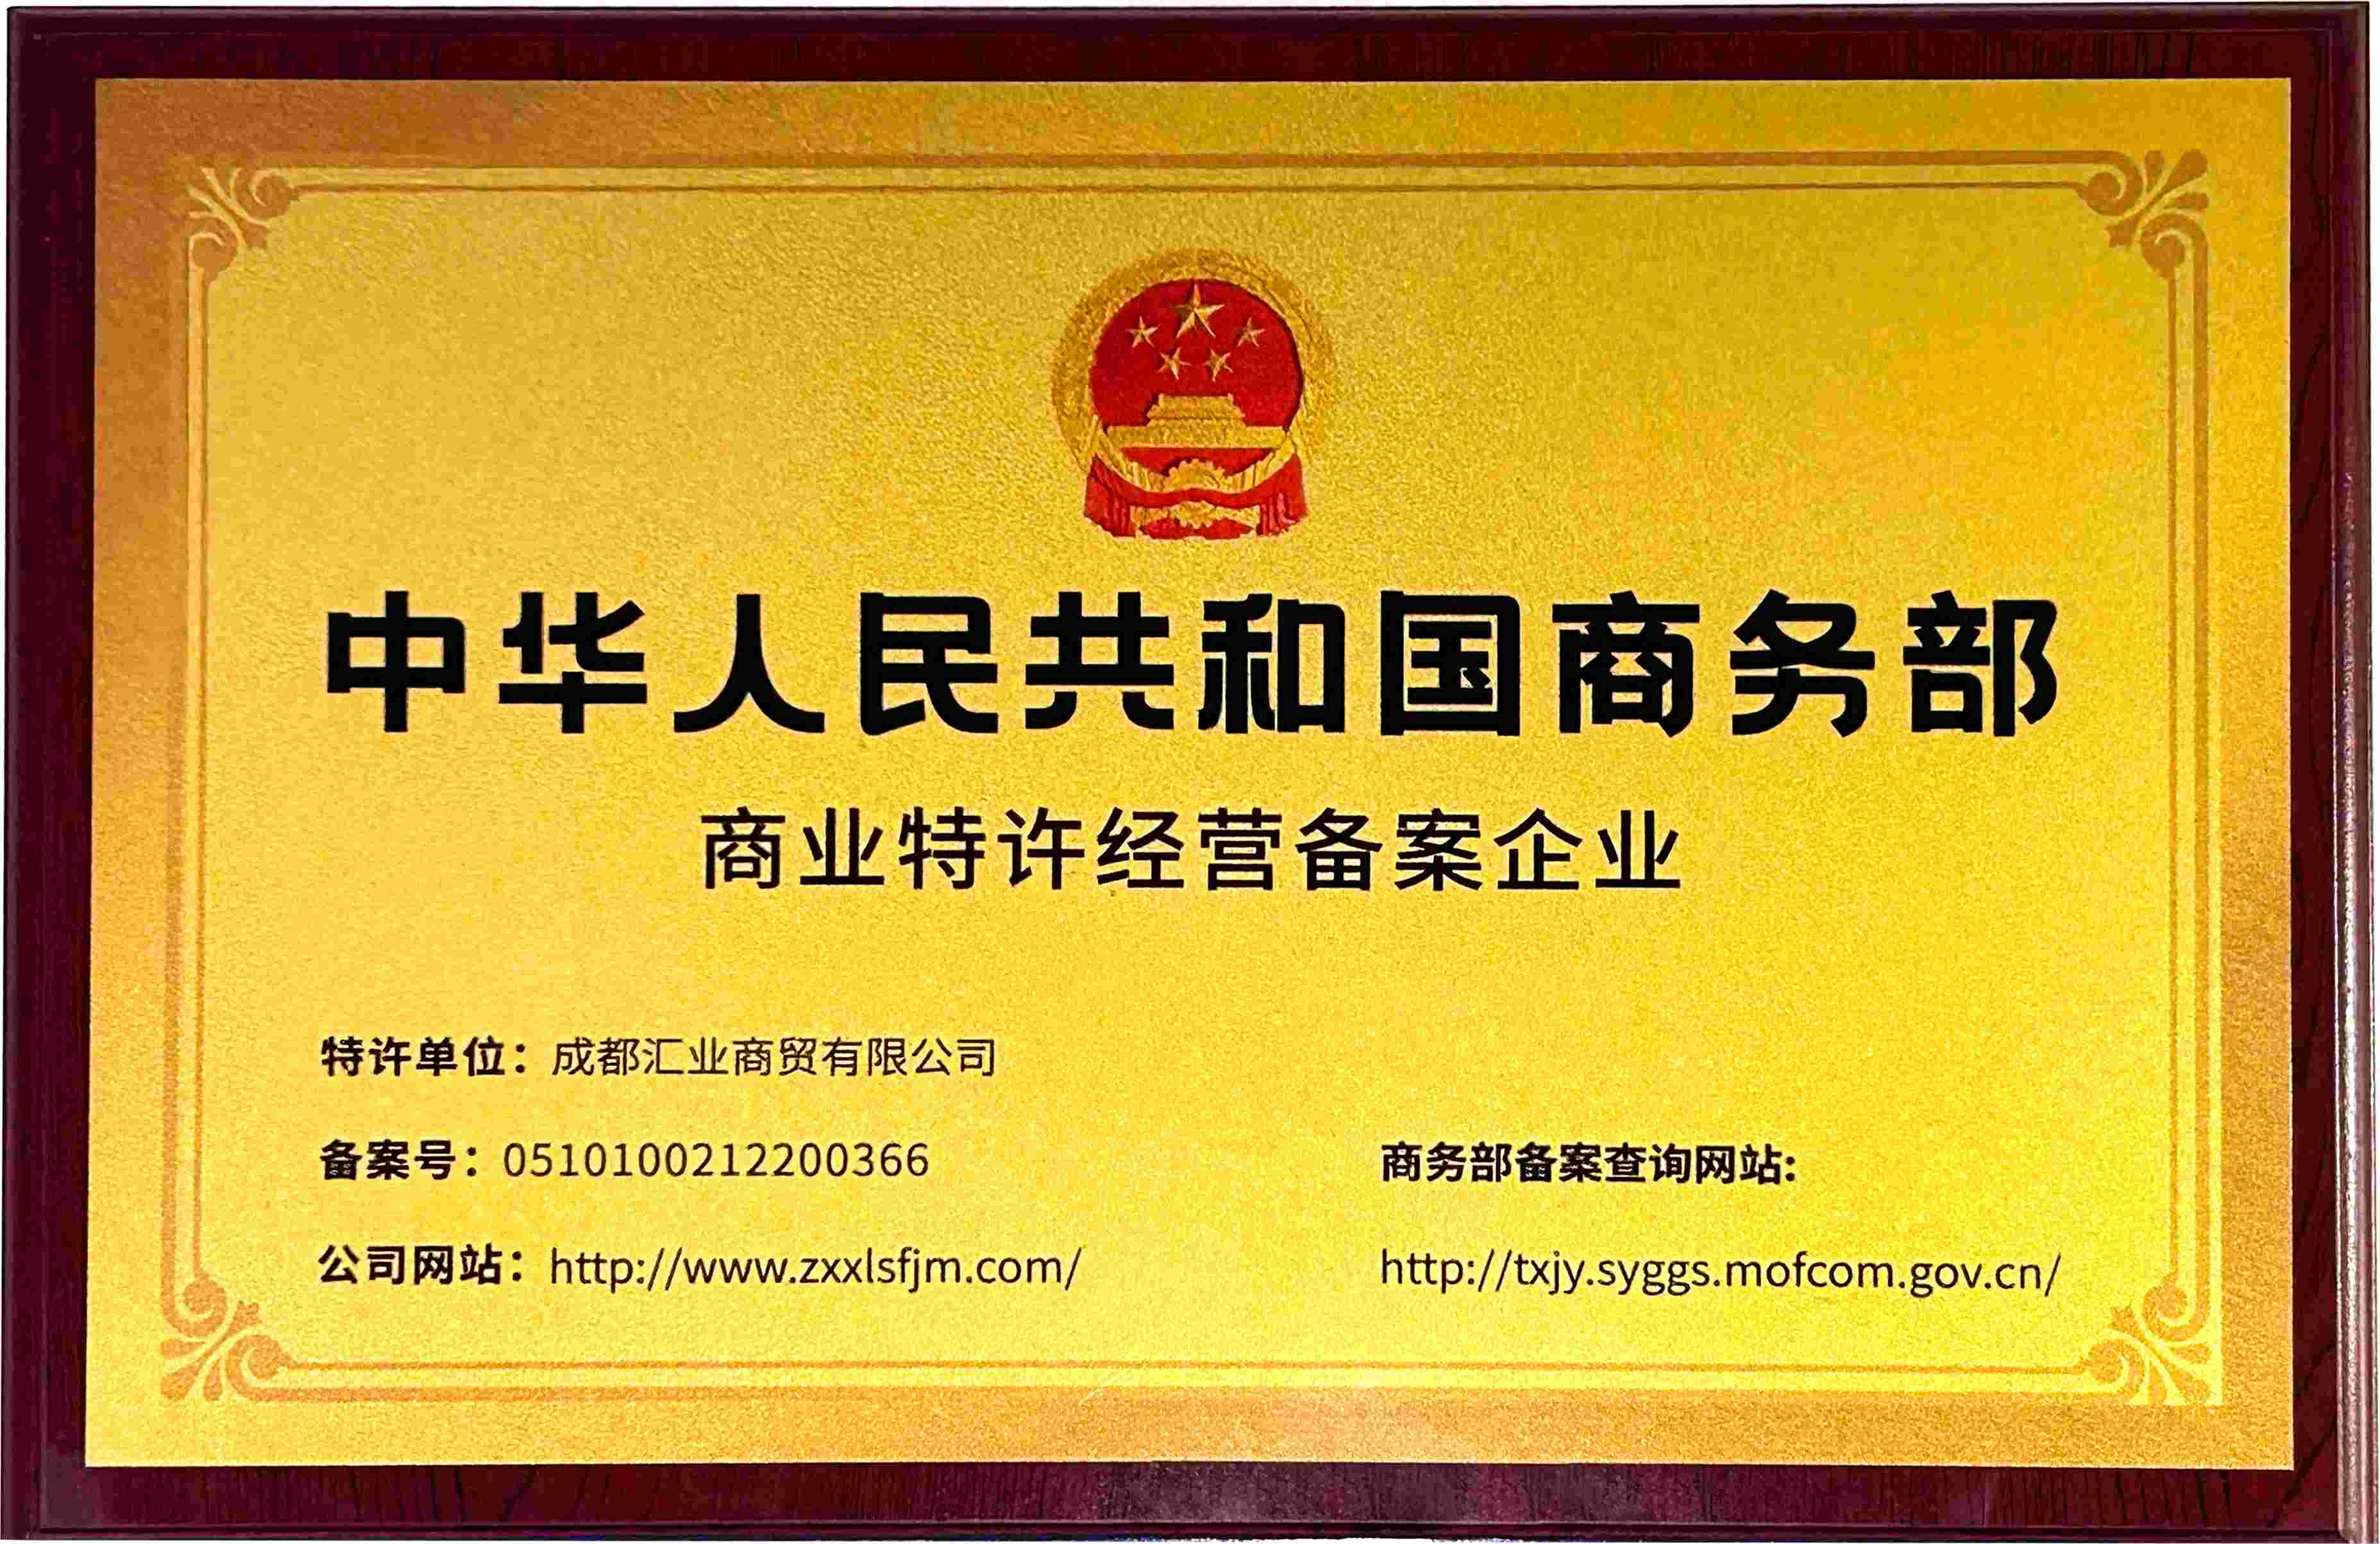 中华人民共和国商务部
商业特许经营备案企业
特许单位：成都汇业商贸有限公司
备案号：0510100212200366
公司网站：http://www.zxxlsfjm.com/
商务部备案查询网站:
http://txjy.syggs.mofcom.gov.cn/